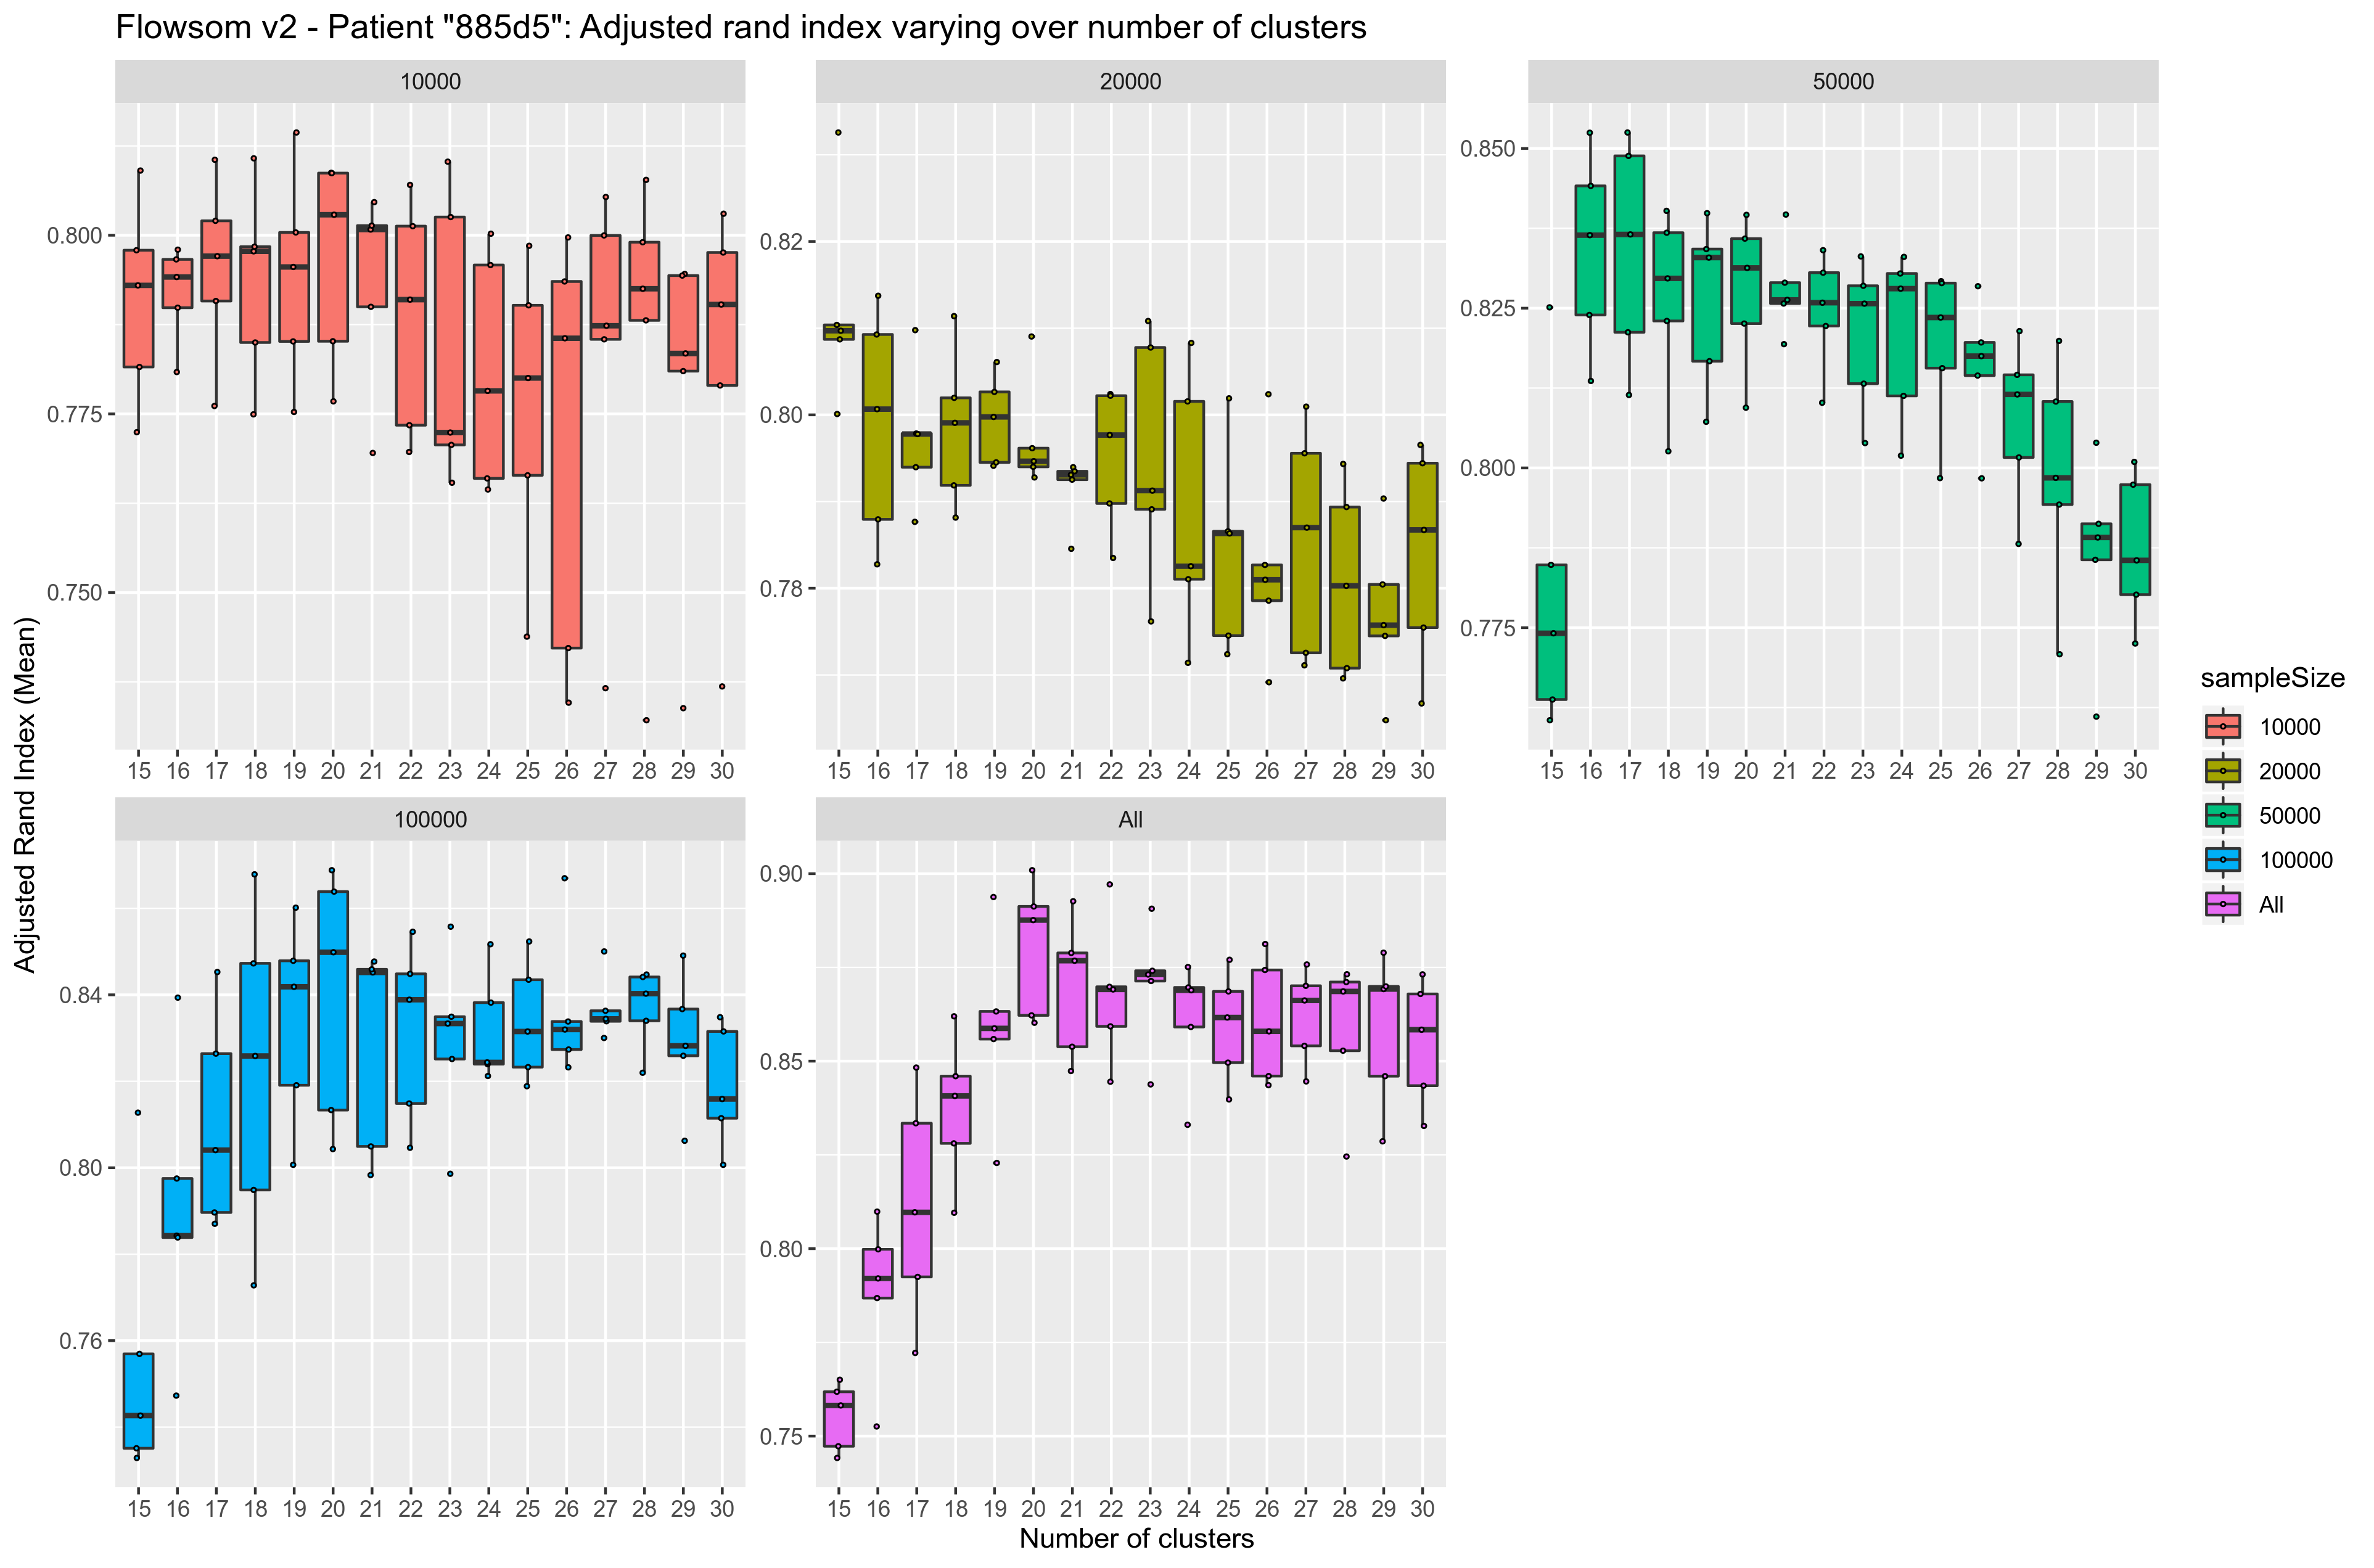 Flowsom v2 - Patient "885d5": Adjusted rand index varying over number of clusters
10000
20000
50000
0.800
0.775
0.750
0.82
0.80
0.78
0.850
0.825
0.800
0.775
15 16 17 18 19 20 21 22 23 24 25 26 27 28 29 30
15 16 17 18 19 20 21 22 23 24 25 26 27 28 29 30
15 16 17 18 19 20 21 22 23 24 25 26 27 28 29 30
Adjusted Rand Index (Mean)
100000
All
0.84
0.80
0.76
0.90
0.85
0.80
0.75
15 16 17 18 19 20 21 22 23 24 25 26 27 28 29 30
15 16 17 18 19 20 21 22 23 24 25 26 27 28 29 30
Number of clusters
sampleSize
10000
20000
50000
100000
All